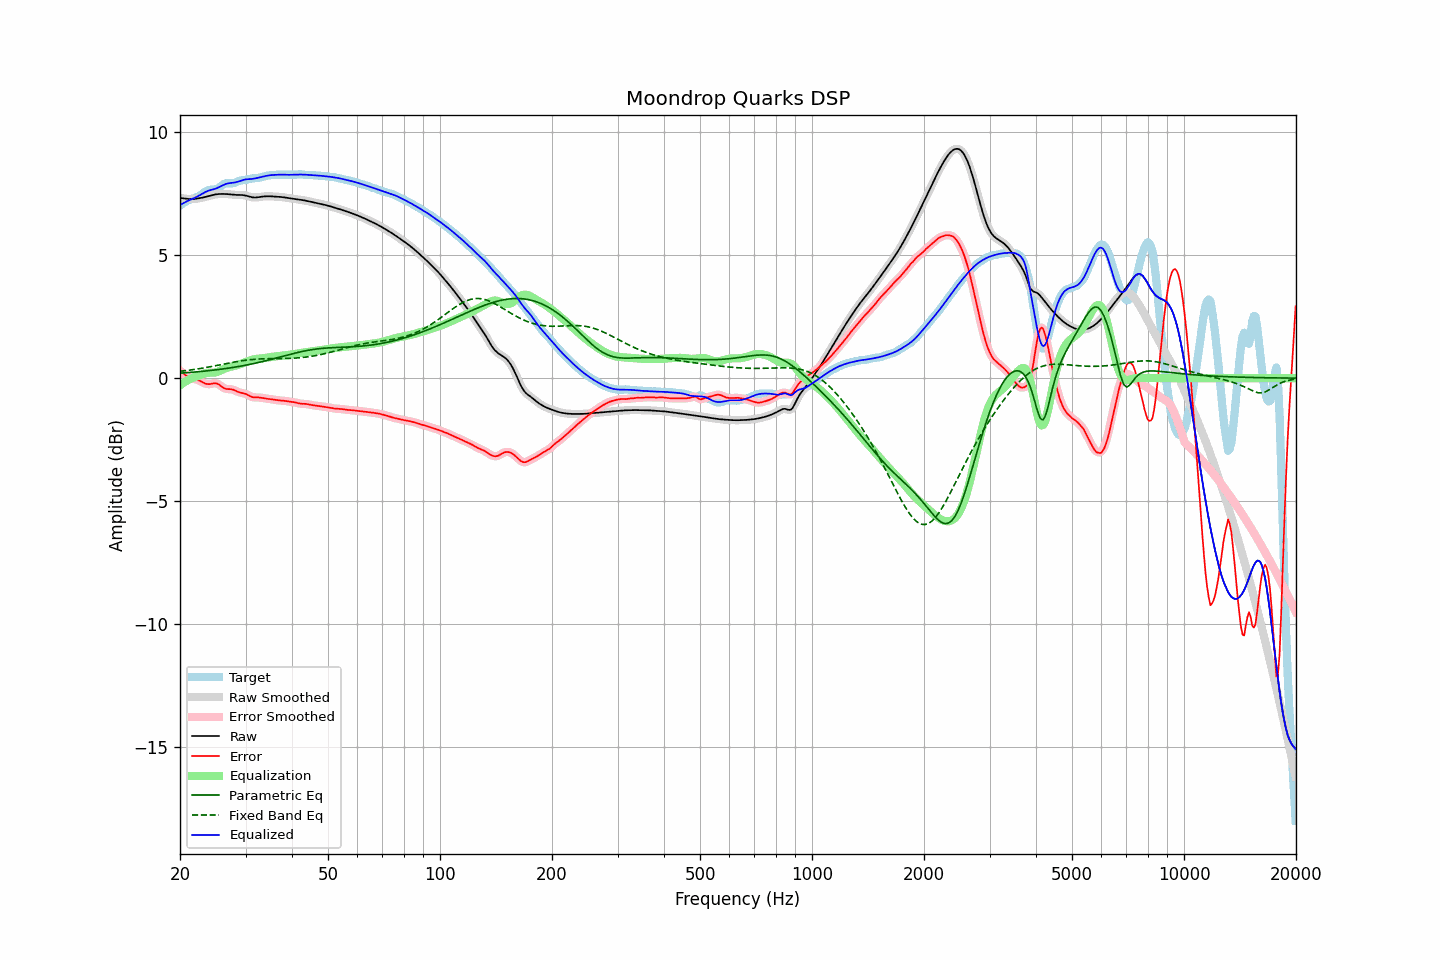 Moondrop Quarks DSP
10
5
0
−5
−10
−15
Amplitude (dBr)
Target
Raw Smoothed
Error Smoothed
Raw
Error
Equalization
Parametric Eq
Fixed Band Eq
Equalized
20
50
100
200
500
1000
2000
5000
10000
20000
Frequency (Hz)